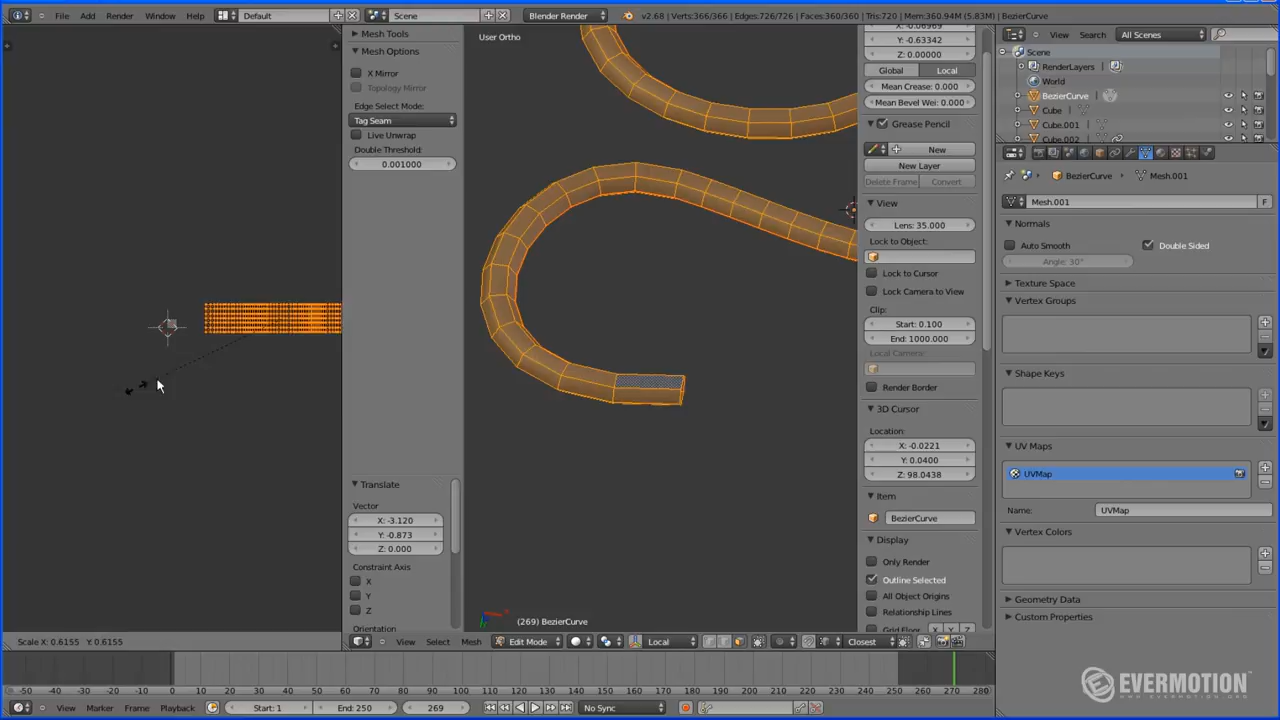 File Add Render Window Help Default Scene Blender Render v2.68 | Verts:366/366 | Edges:726/726 | Faces:360/360 | Tris:720 | Mem:360.94M (5.83M) | BezierCurve
Mesh Tools
Mesh Options
X Mirror
Topology Mirror
Edge Select Mode:
Tag Seam
Live Unwrap
Double Threshold:
0.001000
Translate
Vector
X: -3.120
Y: -0.873
Z: 0.000
Constraint Axis
X
Y
Z
Orientation
User Ortho
(269) BezierCurve
Y: -0.63342
Z: 0.00000
Global Local
Mean Crease: 0.000
Mean Bevel Wei: 0.000
Grease Pencil
New
New Layer
Delete Frame Convert
View
Lens: 35.000
Lock to Object:
Lock to Cursor
Lock Camera to View
Clip:
Start: 0.100
End: 1000.000
Local Camera:
Render Border
3D Cursor
Location:
X: -0.0221
Y: 0.0400
Z: 98.0438
Item
BezierCurve
Display
Only Render
Outline Selected
All Object Origins
Relationship Lines
Grid Floor X Y Z
View Search All Scenes
Scene
RenderLayers
World
BezierCurve
Cube
Cube.001
Cube.002
BezierCurve Mesh.001
Mesh.001 F
Normals
Auto Smooth Double Sided
Angle: 30°
Texture Space
Vertex Groups
Shape Keys
UV Maps
UVMap
Name: UVMap
Vertex Colors
Geometry Data
Custom Properties
Scale X: 0.6155 Y: 0.6155
View Select Mesh Edit Mode Local Closest
-50 -40 -30 -20 -10 0 10 20 30 40 50 60 70 80 90 100 110 120 130 140 150 160 170 180 190 200 210 220 230 240 250 260 270 280
View Marker Frame Playback Start: 1 End: 250 269 No Sync
EVERMOTION
WWW.EVERMOTION.ORG